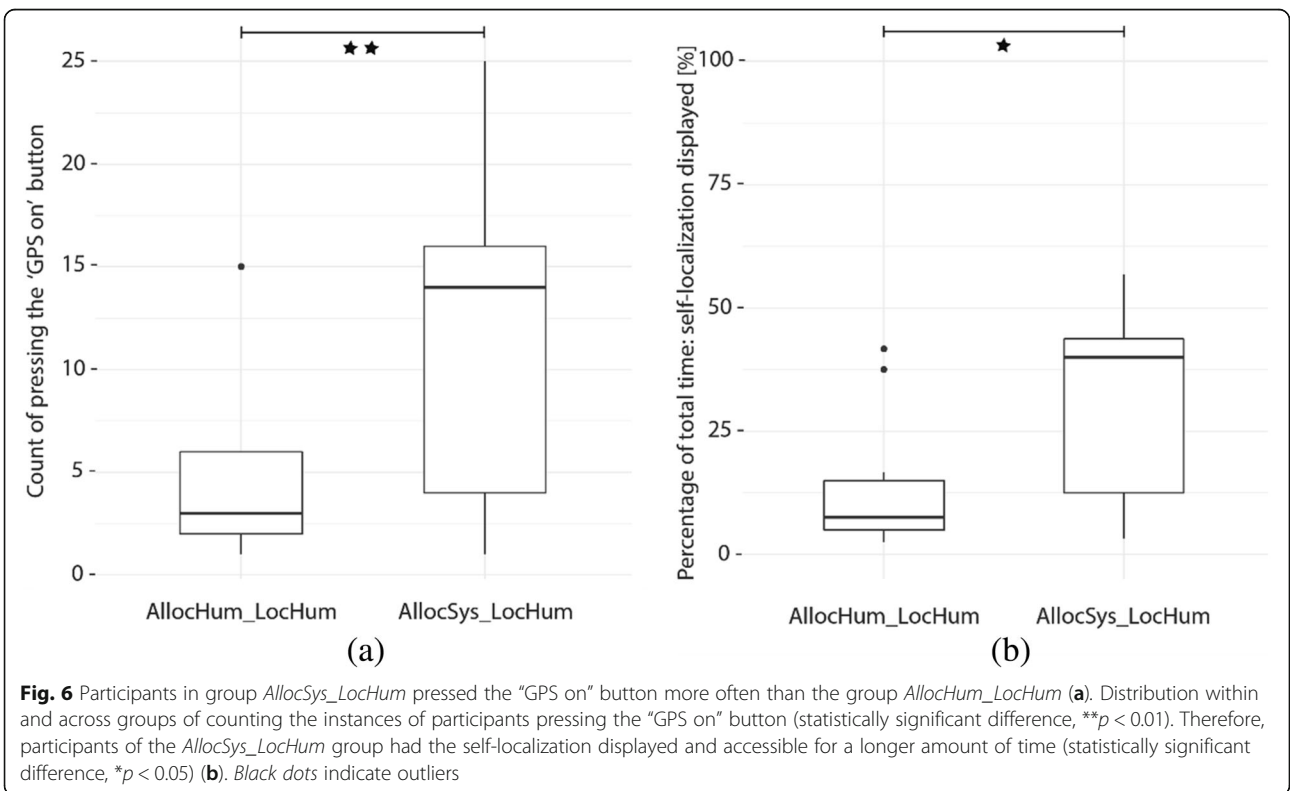 ★ ★
25 -
20 -
15 -
10 -
5 -
0 -
Count of pressing the 'GPS on' button
AllocHum_LocHum AllocSys_LocHum
(a)
★
100 -
75 -
50 -
25 -
0 -
Percentage of total time: self-localization displayed [%]
AllocHum_LocHum AllocSys_LocHum
(b)
Fig. 6 Participants in group AllocSys_LocHum pressed the “GPS on” button more often than the group AllocHum_LocHum (a). Distribution within
and across groups of counting the instances of participants pressing the “GPS on” button (statistically significant difference, **p < 0.01). Therefore,
participants of the AllocSys_LocHum group had the self-localization displayed and accessible for a longer amount of time (statistically significant
difference, *p < 0.05) (b). Black dots indicate outliers